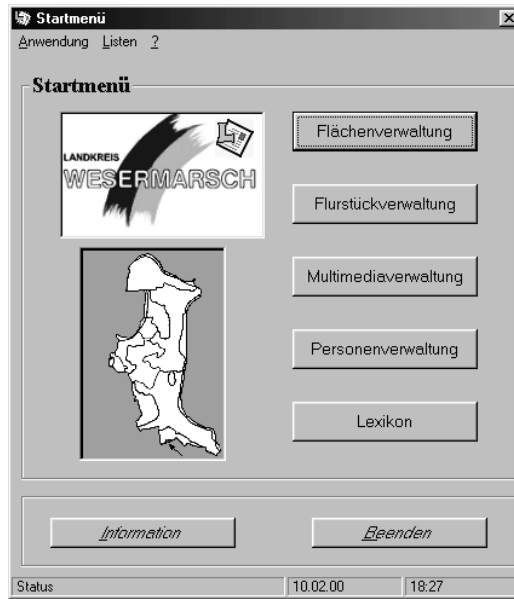 Startmenü
Anwendung Listen ?
Startmenü
LANDKREIS
WESERMARSCH
Flächenverwaltung
Flurstückverwaltung
Multimediaverwaltung
Personenverwaltung
Lexikon
Information
Beenden
Status 10.02.00 18:27